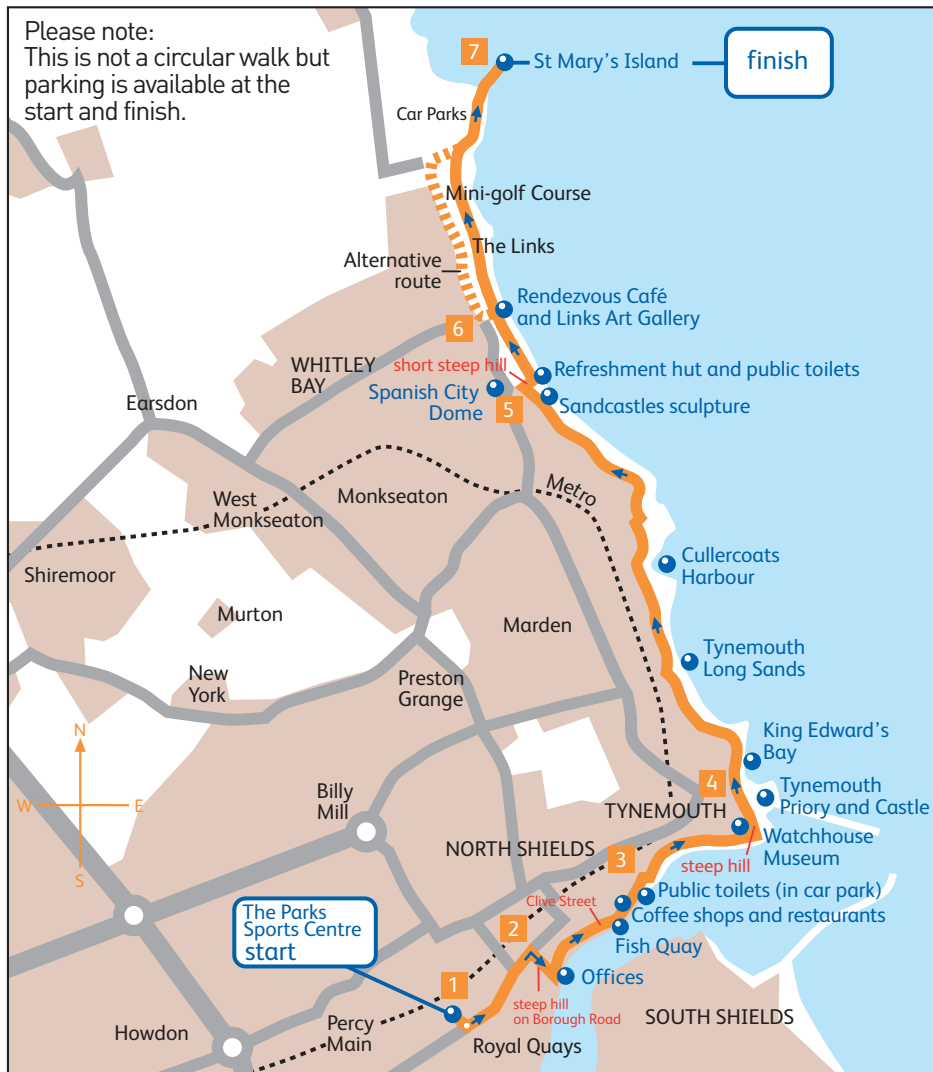 Please note:
This is not a circular walk but
parking is available at the
start and finish.
7
St Mary's Island
finish
Car Parks
Mini-golf Course
The Links
Alternative
route
Rendezvous Café
and Links Art Gallery
6
WHITLEY
BAY
short steep hill
Refreshment hut and public toilets
Spanish City
Dome
5
Sandcastles sculpture
Earsdon
West
Monkseaton
Monkseaton
Metro
Cullercoats
Harbour
Shiremoor
Murton
Marden
Tynemouth
Long Sands
New
York
Preston
Grange
King Edward's
Bay
N
W
E
S
4
Tynemouth
Priory and Castle
Billy
Mill
TYNEMOUTH
Watchhouse
Museum
NORTH SHIELDS
3
steep hill
Public toilets (in car park)
Clive Street
Coffee shops and restaurants
The Parks
Sports Centre
start
2
Fish Quay
Offices
1
steep hill
on Borough Road
SOUTH SHIELDS
Howdon
Percy
Main
Royal Quays